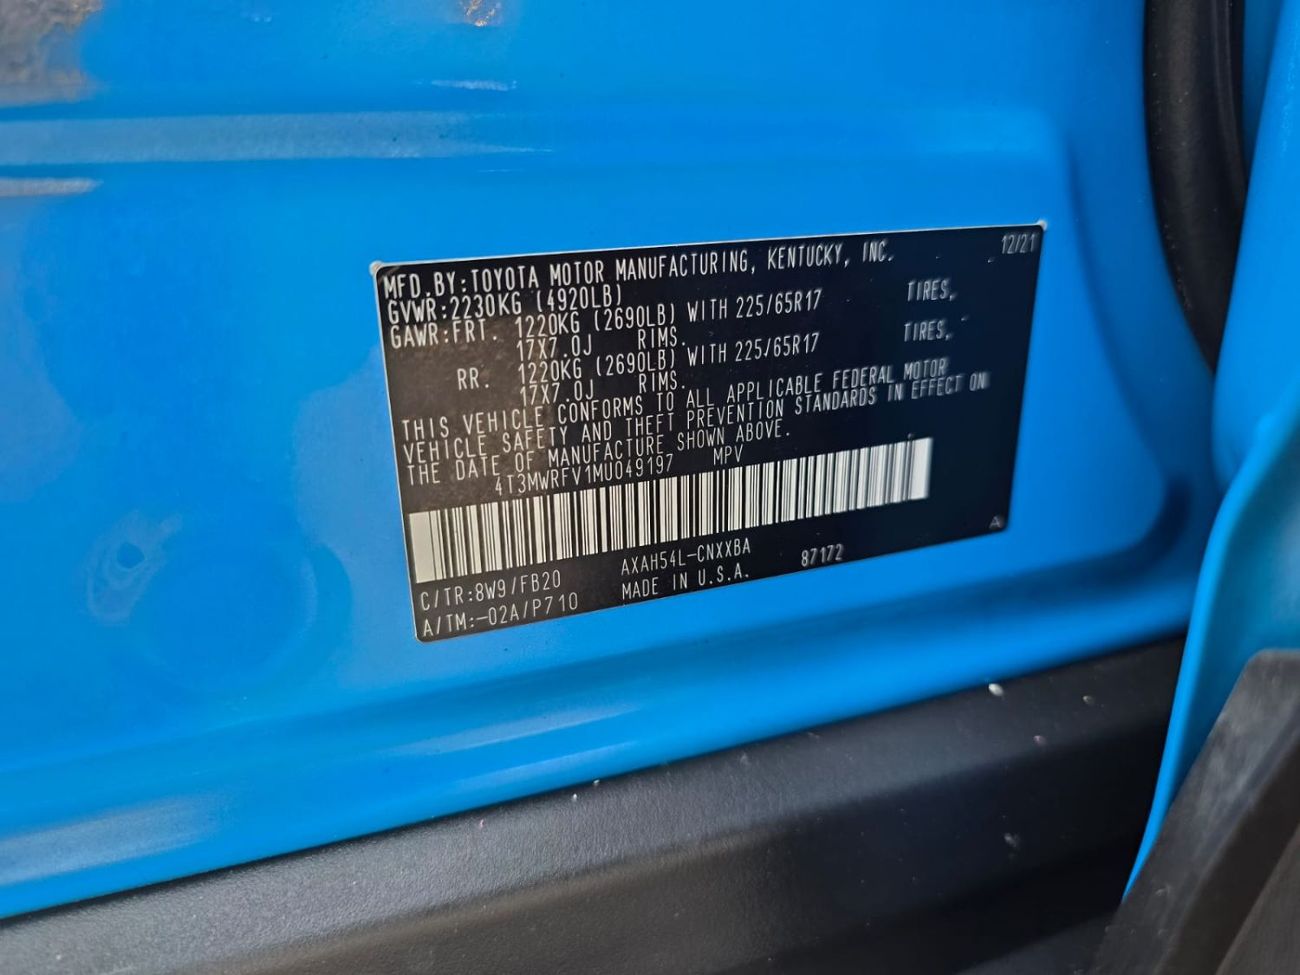 MFD.BY:TOYOTA MOTOR MANUFACTURING, KENTUCKY, INC. 12/21
GVWR:2230KG (4920LB)
GAWR:FRT. 1220KG (2690LB) WITH 225/65R17 TIRES,
17X7.0J RIMS.
RR. 1220KG (2690LB) WITH 225/65R17 TIRES,
17X7.0J RIMS.
THIS VEHICLE CONFORMS TO ALL APPLICABLE FEDERAL MOTOR
VEHICLE SAFETY AND THEFT PREVENTION STANDARDS IN EFFECT ON
THE DATE OF MANUFACTURE SHOWN ABOVE.
4T3MWRFV1MU049197 MPV
C/TR:8W9/FB20 AXAH54L-CNXXBA 87172
A/TM:-02A/P710 MADE IN U.S.A.
A